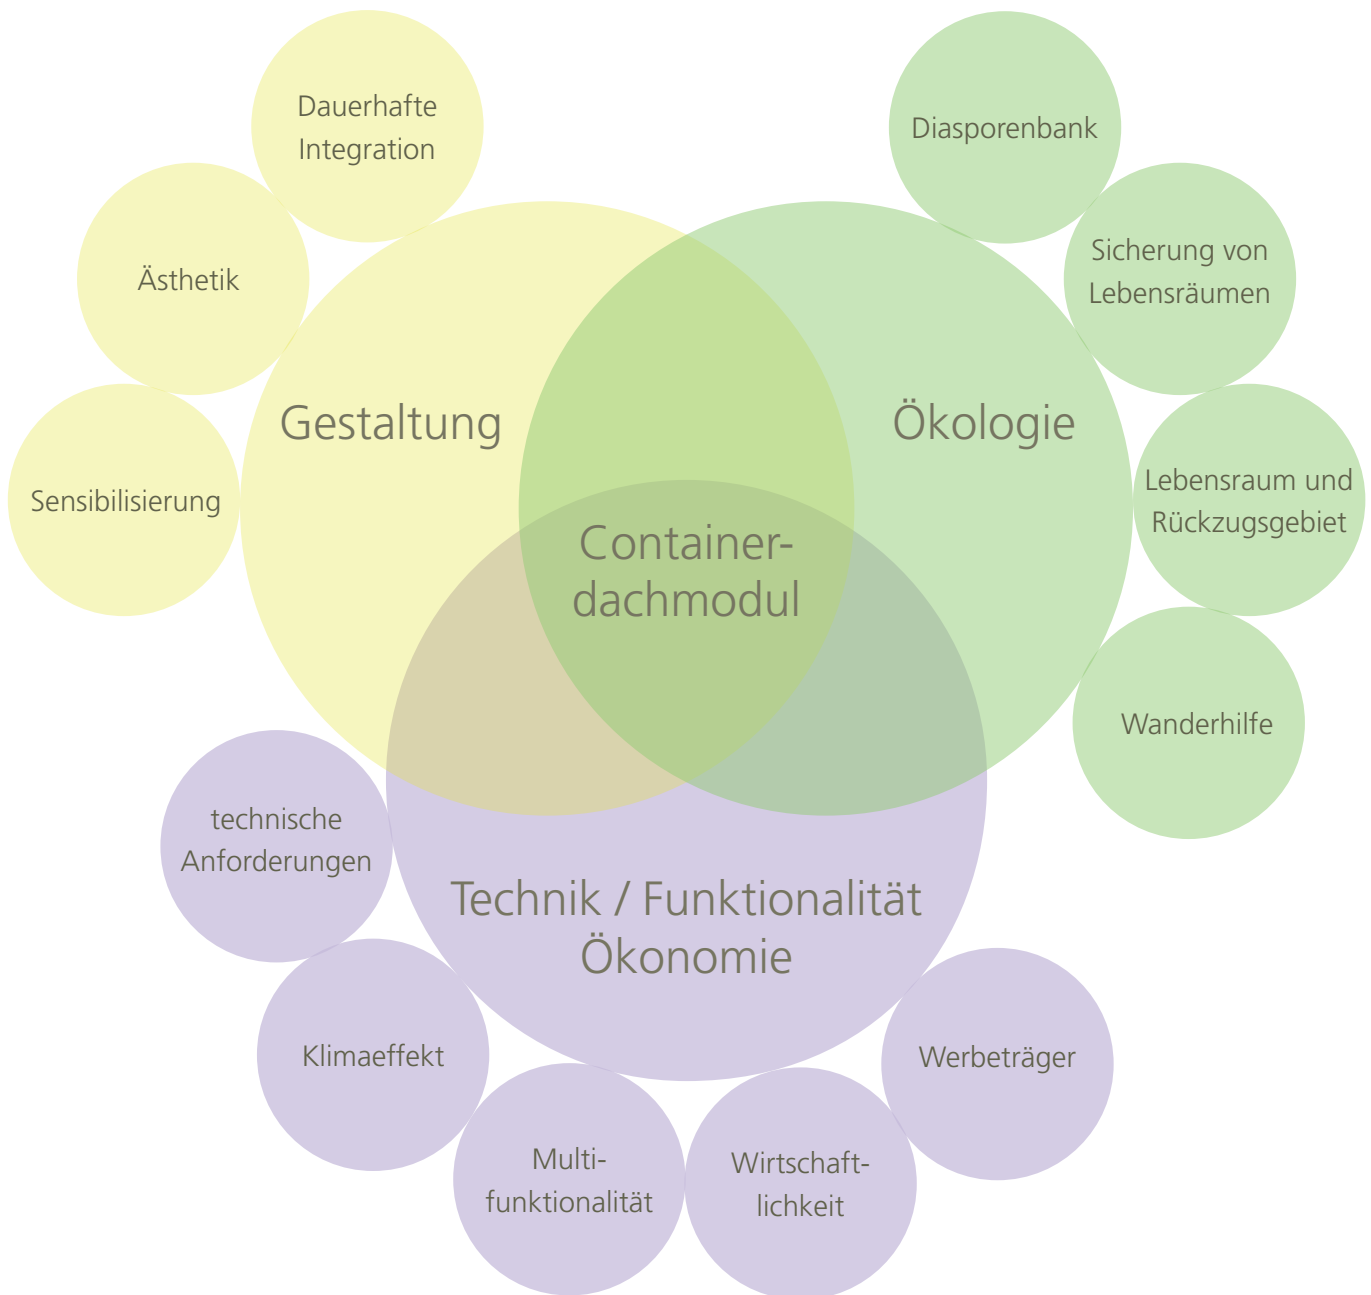 Dauerhafte
Integration
Ästhetik
Sensibilisierung
Gestaltung
Diasporenbank
Sicherung von
Lebensräumen
Lebensraum und
Rückzugsgebiet
Wanderhilfe
Ökologie
Container-
dachmodul
Technik / Funktionalität
Ökonomie
technische
Anforderungen
Klimaeffekt
Multi-
funktionalität
Wirtschaft-
lichkeit
Werbeträger